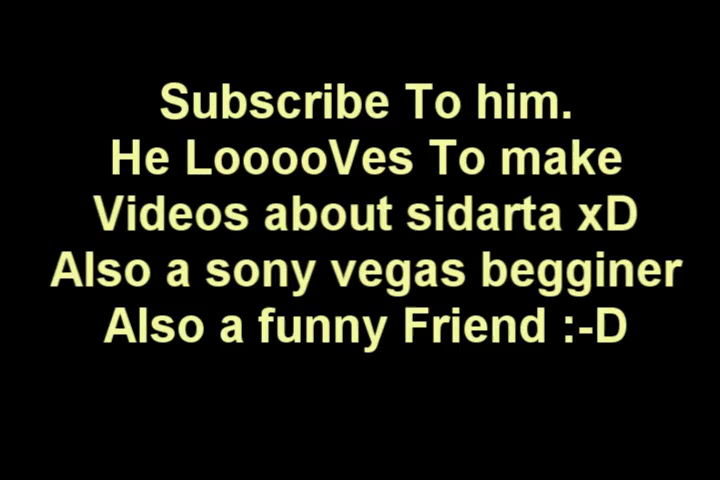 Subscribe To him.
He LooooVes To make
Videos about sidarta xD
Also a sony vegas begginer
Also a funny Friend :-D